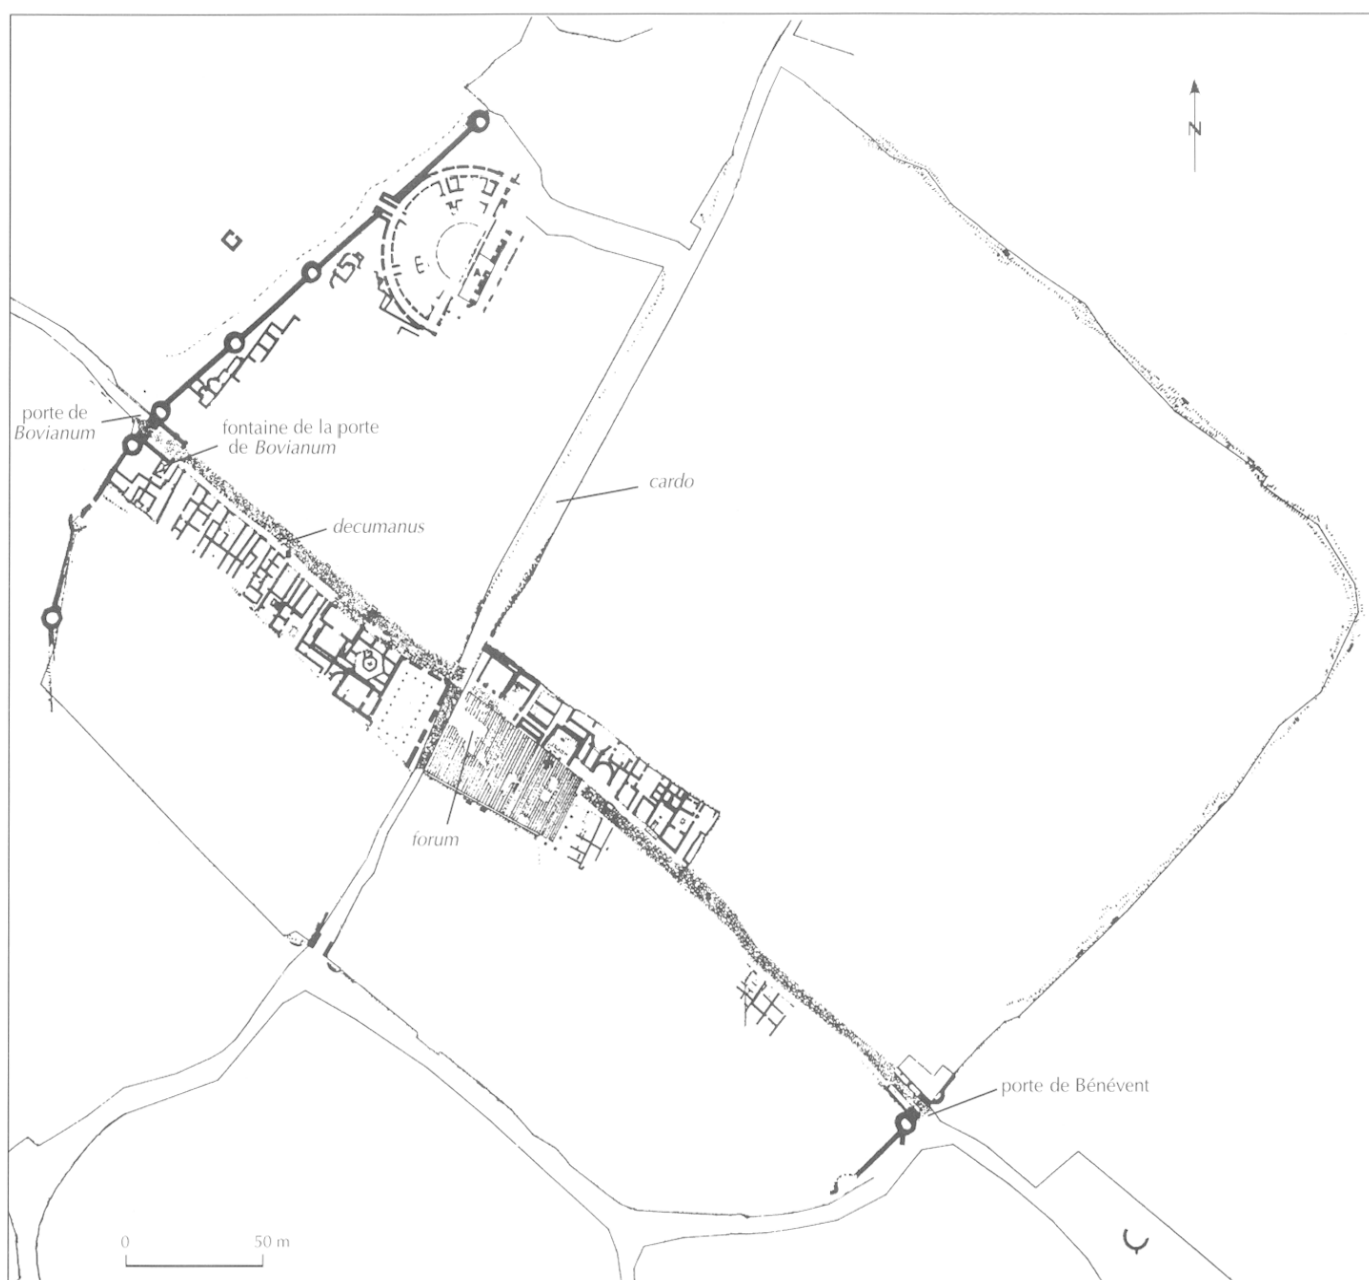 N
porte de
Bovianum
fontaine de la porte
de Bovianum
cardo
decumanus
forum
porte de Bénévent
0 50 m